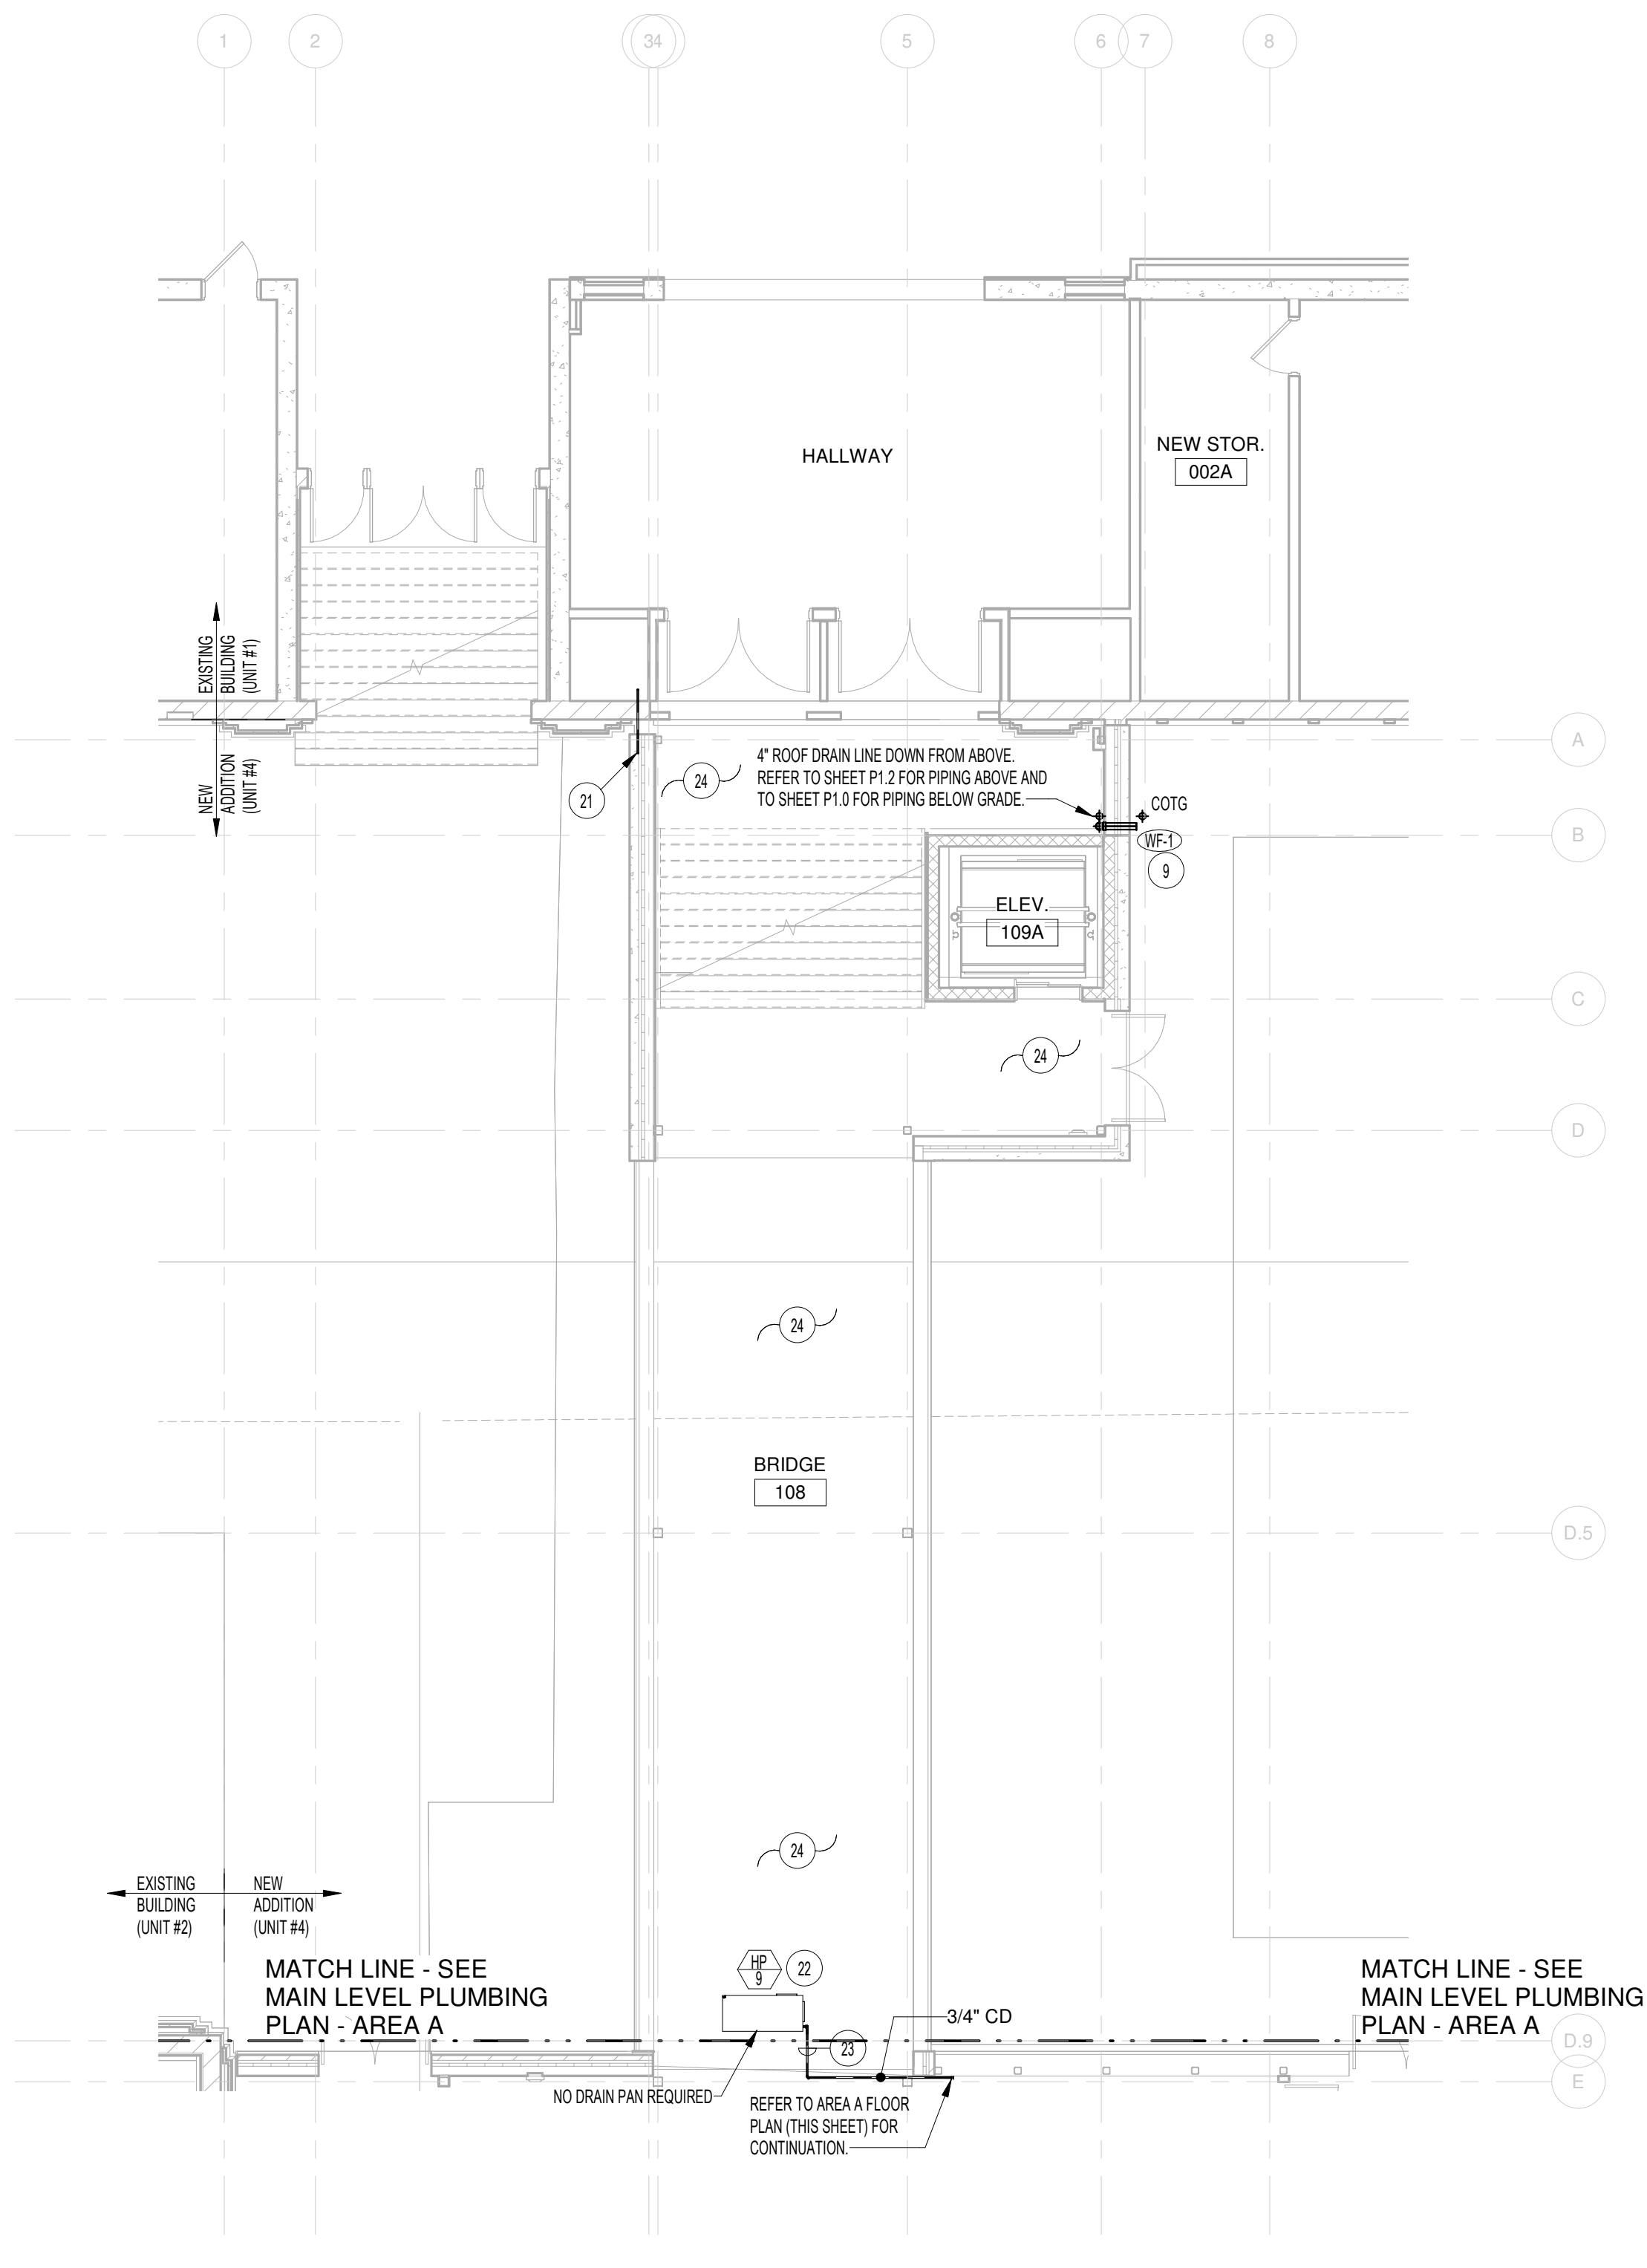 1
2
3
4
5
6
7
8
HALLWAY
NEW STOR.
002A
EXISTING
BUILDING
(UNIT #1)
NEW
ADDITION
(UNIT #4)
A
21
24
4" ROOF DRAIN LINE DOWN FROM ABOVE.
REFER TO SHEET P1.2 FOR PIPING ABOVE AND
TO SHEET P1.0 FOR PIPING BELOW GRADE.
COTG
B
WF-1
9
ELEV.
109A
C
24
D
24
BRIDGE
108
D.5
24
EXISTING
BUILDING
(UNIT #2)
NEW
ADDITION
(UNIT #4)
MATCH LINE - SEE
MAIN LEVEL PLUMBING
PLAN - AREA A
HP
9
22
MATCH LINE - SEE
MAIN LEVEL PLUMBING
PLAN - AREA A
3/4" CD
23
D.9
E
NO DRAIN PAN REQUIRED
REFER TO AREA A FLOOR
PLAN (THIS SHEET) FOR
CONTINUATION.